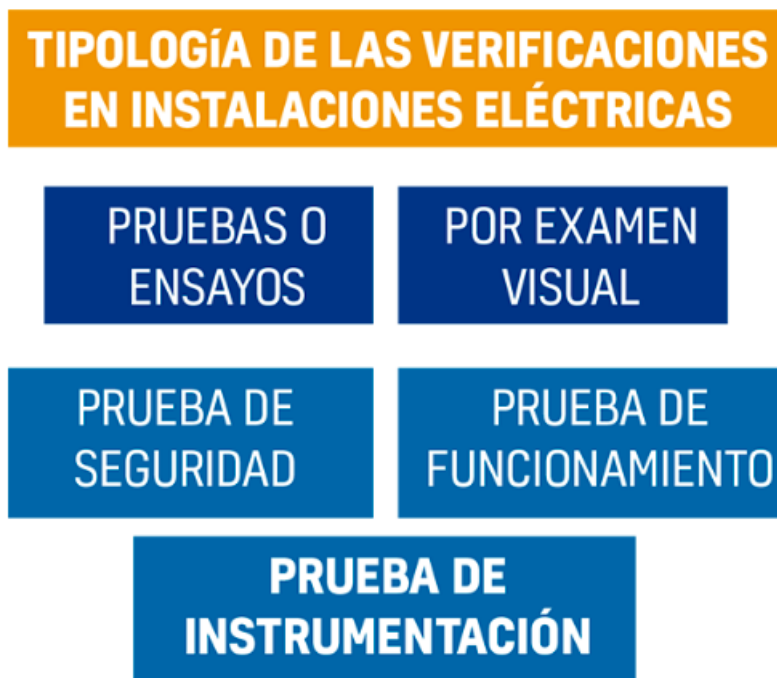 TIPOLOGíA DE LAS VERIFICACIONES
EN INSTALACIONES ELÉCTRICAS
PRUEBAS O
ENSAYOS
POR EXAMEN
VISUAL
PRUEBA DE
SEGURIDAD
PRUEBA DE
FUNCIONAMIENTO
PRUEBA DE
INSTRUMENTACIÓN